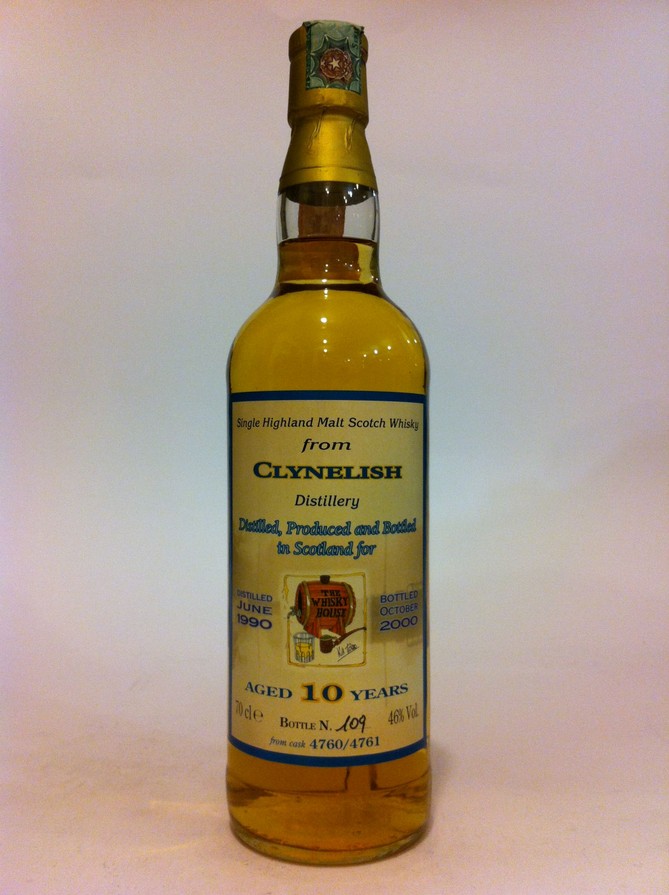 Single Highland Malt Scotch Whisky
from
CLYNELISH
Distillery
Distilled, Produced and Bottled
in Scotland for
THE
WHISKY
HOUSE
DISTILLED
JUNE
1990
BOTTLED
OCTOBER
2000
AGED 10 YEARS
70 cl e
46% Vol.
BOTTLE N. 109
from cask 4760/4761